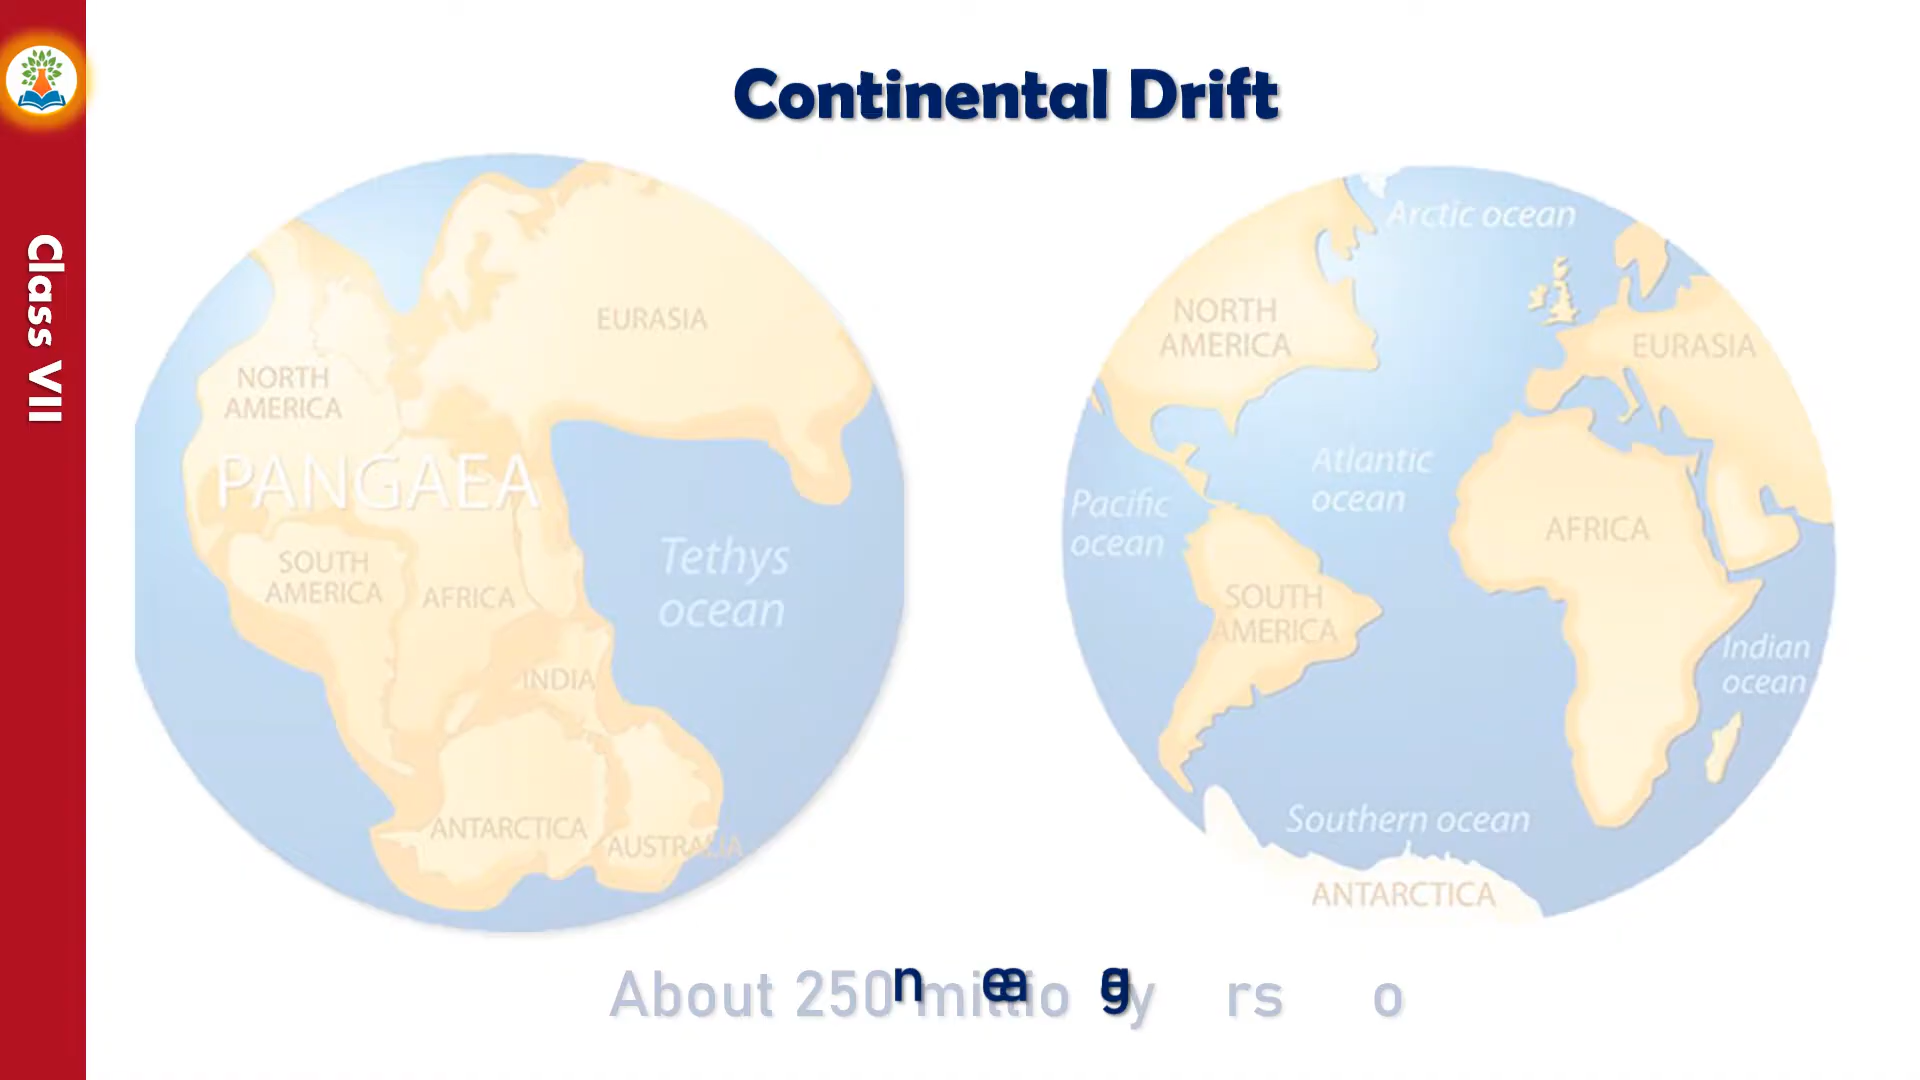 Continental Drift
Class VII
EURASIA
NORTH
AMERICA
PANGAEA
SOUTH
AMERICA
AFRICA
Tethys
ocean
INDIA
ANTARCTICA
AUSTRALIA
Arctic ocean
NORTH
AMERICA
EURASIA
Atlantic
ocean
Pacific
ocean
AFRICA
SOUTH
AMERICA
Indian
ocean
Southern ocean
ANTARCTICA
About 250